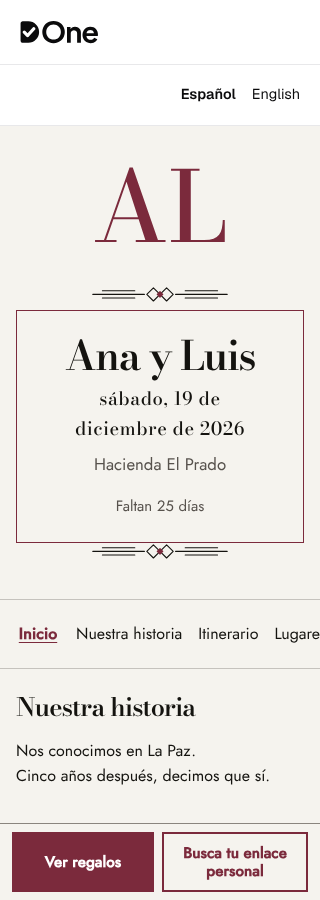 One
Español English
AL
Ana y Luis
sábado, 19 de
diciembre de 2026
Hacienda El Prado
Faltan 25 días
Inicio Nuestra historia Itinerario Lugare
Nuestra historia
Nos conocimos en La Paz.
Cinco años después, decimos que sí.
Ver regalos
Busca tu enlace
personal